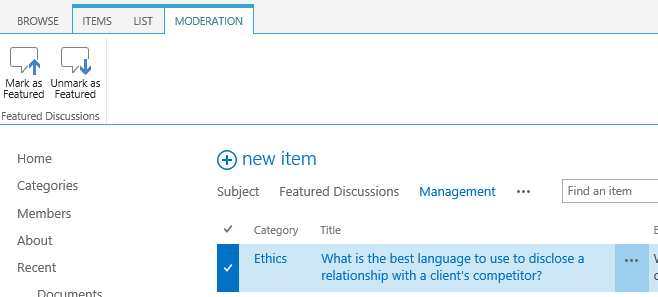 BROWSE ITEMS LIST MODERATION
Mark as Featured Unmark as Featured
Featured Discussions
Home
Categories
Members
About
Recent
Documents
new item
Subject Featured Discussions Management ••• Find an item
Category Title
Ethics What is the best language to use to disclose a
relationship with a client's competitor? •••